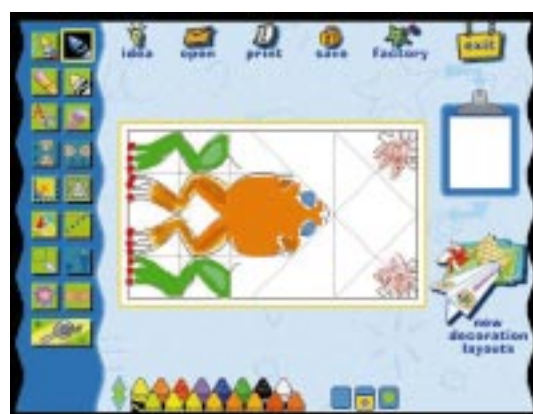 idea
open
print
save
factory
exit
new
decoration
layouts